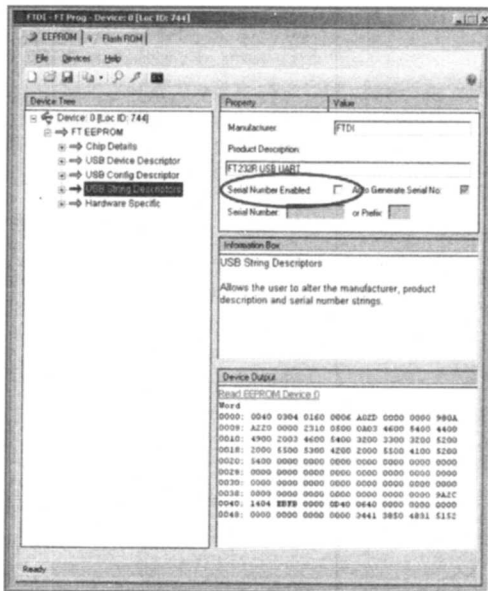 FTDI - FT Prog - Device: 0 [Loc ID: 744]
EEPROM Flash ROM
File Devices Help
Device Tree
Device: 0 [Loc ID: 744]
FT EEPROM
Chip Details
USB Device Descriptor
USB Config Descriptor
USB String Descriptors
Hardware Specific
Property Value
Manufacturer: FTDI
Product Description:
FT232R USB UART
Serial Number Enabled: Auto Generate Serial No:
Serial Number: or Prefix:
Information Box
USB String Descriptors
Allows the user to alter the manufacturer, product
description and serial number strings.
Device Output
Read EEPROM Device 0
Word
0000: 0040 0304 0160 0006 A02D 0000 0000 980A
0008: A220 0000 2310 0500 0A03 4600 5400 4400
0010: 4900 2003 4600 5400 3200 3300 3200 5200
0018: 2000 5500 5300 4200 2000 5500 4100 5200
0020: 5400 0000 0000 0000 0000 0000 0000 0000
0028: 0000 0000 0000 0000 0000 0000 0000 0000
0030: 0000 0000 0000 0000 0000 0000 0000 0000
0038: 0000 0000 0000 0000 0000 0000 0000 9A2C
0040: 1404 EBFB 0000 0D40 0640 0000 0000 0000
0048: 0000 0000 0000 0000 3441 3850 4831 5152
Ready